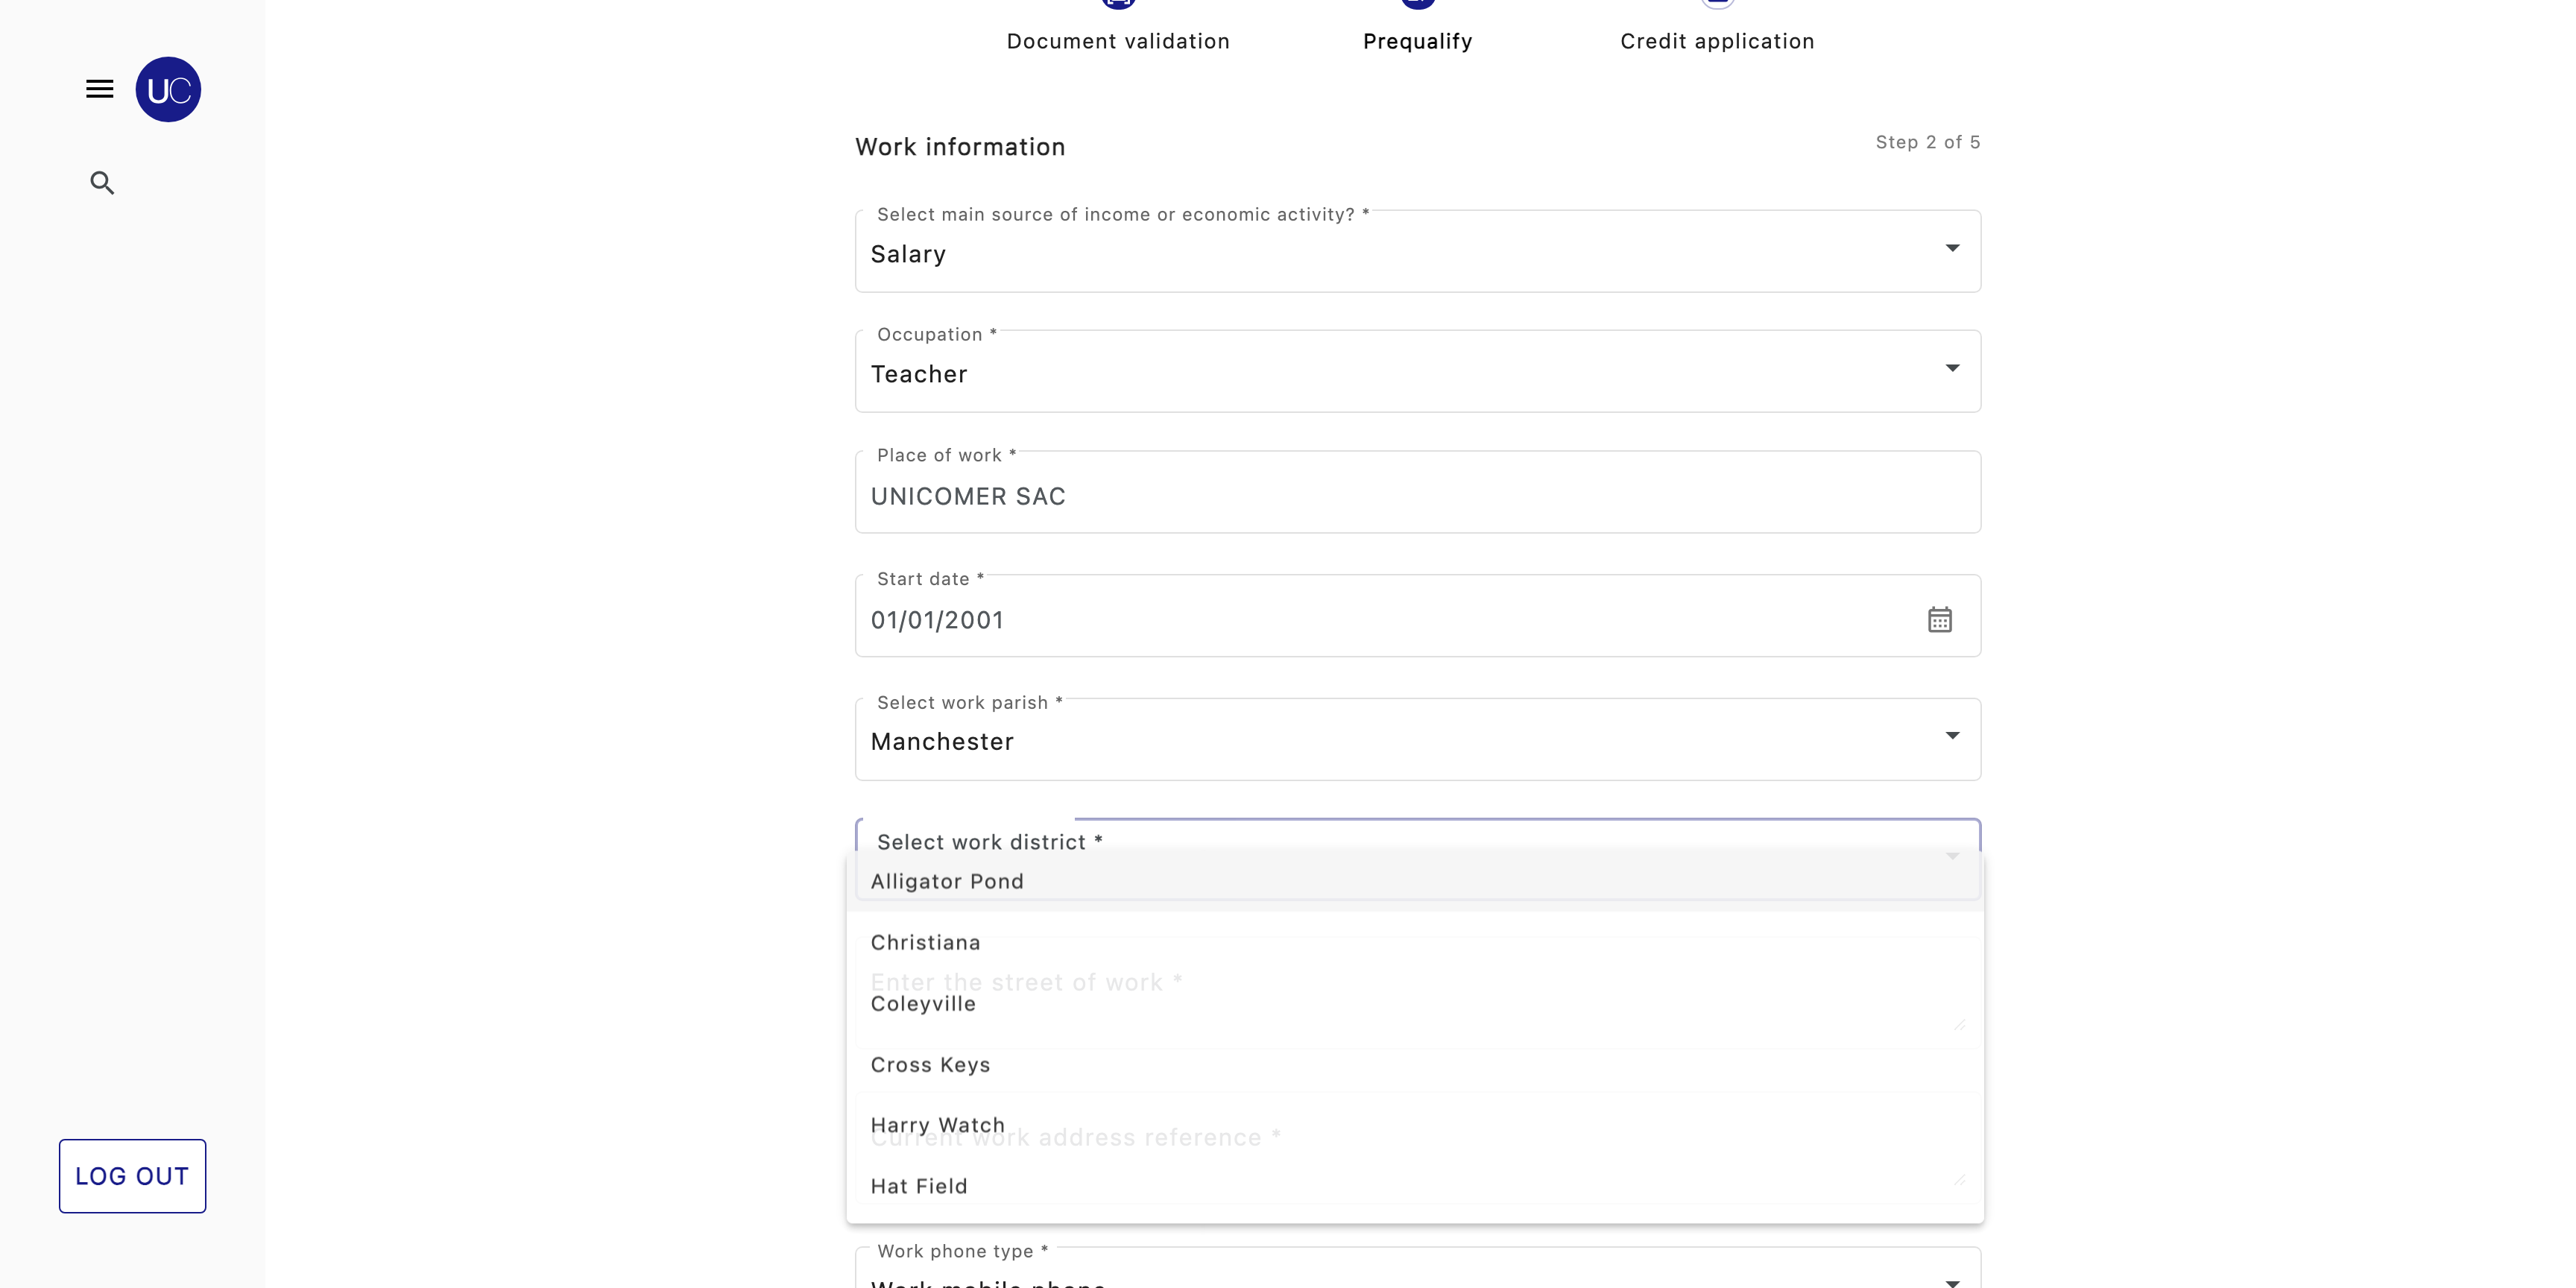 Document validation
Prequalify
Credit application
UC
Work information
Step 2 of 5
Select main source of income or economic activity? *
Salary
Occupation *
Teacher
Place of work *
UNICOMER SAC
Start date *
01/01/2001
Select work parish *
Manchester
Select work district *
Alligator Pond
Christiana
Enter the street of work *
Coleyville
Cross Keys
Harry Watch
Current work address reference *
Hat Field
LOG OUT
Work phone type *
Work mobile phone